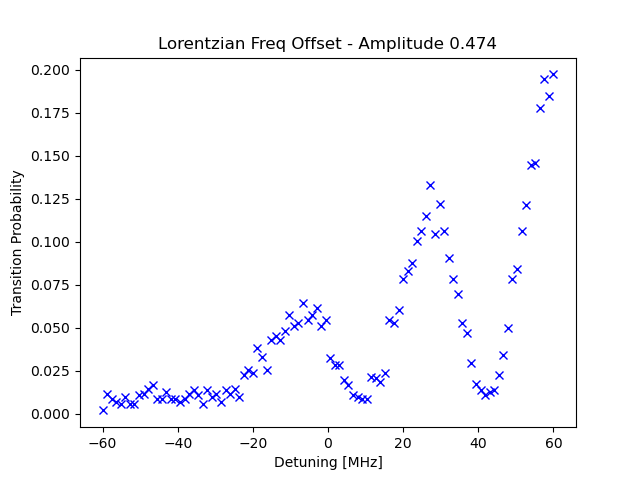 Lorentzian Freq Offset - Amplitude 0.474
0.200
0.175
0.150
0.125
0.100
0.075
0.050
0.025
0.000
Transition Probability
−60 −40 −20 0 20 40 60
Detuning [MHz]